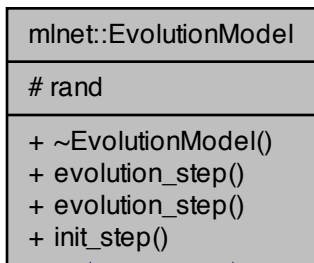 mlnet::EvolutionModel
# rand
+ ~EvolutionModel()
+ evolution_step()
+ evolution_step()
+ init_step()